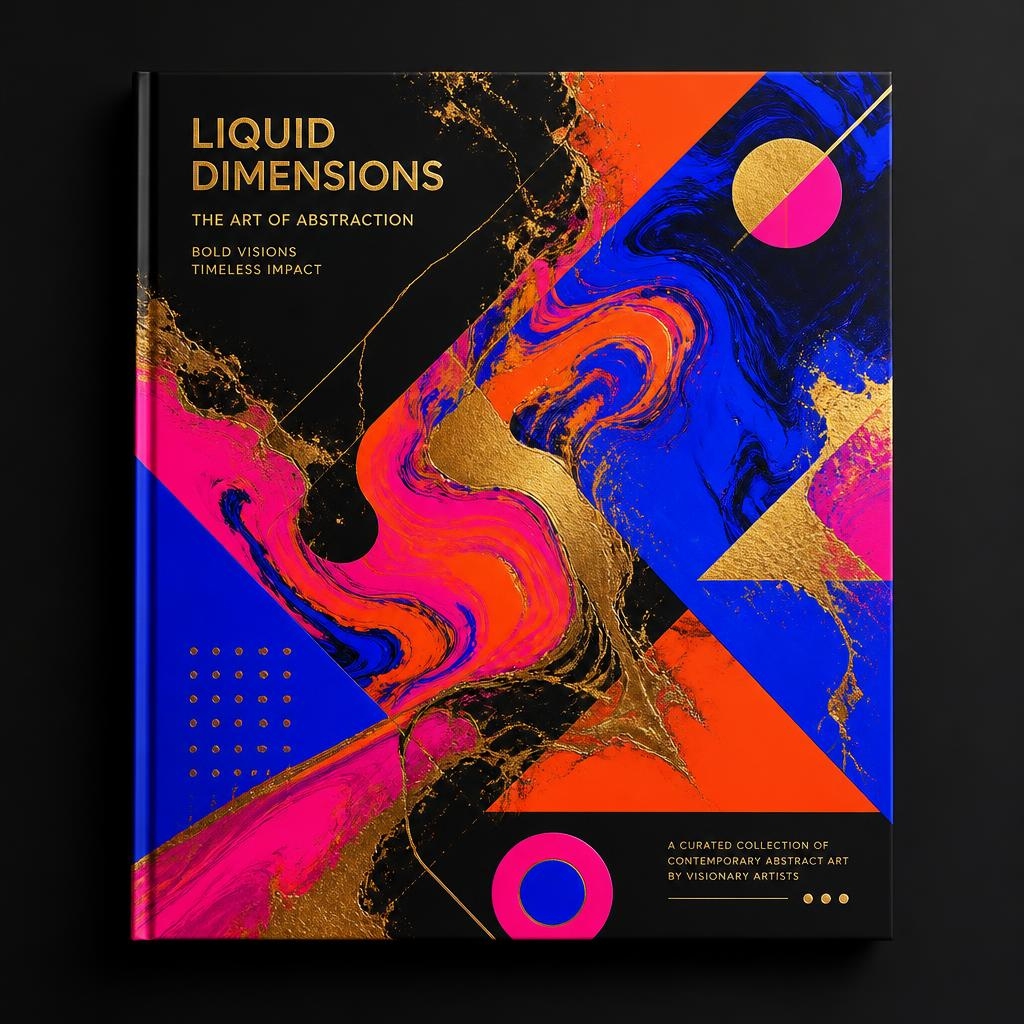 LIQUID
DIMENSIONS
THE ART OF ABSTRACTION
BOLD VISIONS
TIMELESS IMPACT
A CURATED COLLECTION OF
CONTEMPORARY ABSTRACT ART
BY VISIONARY ARTISTS